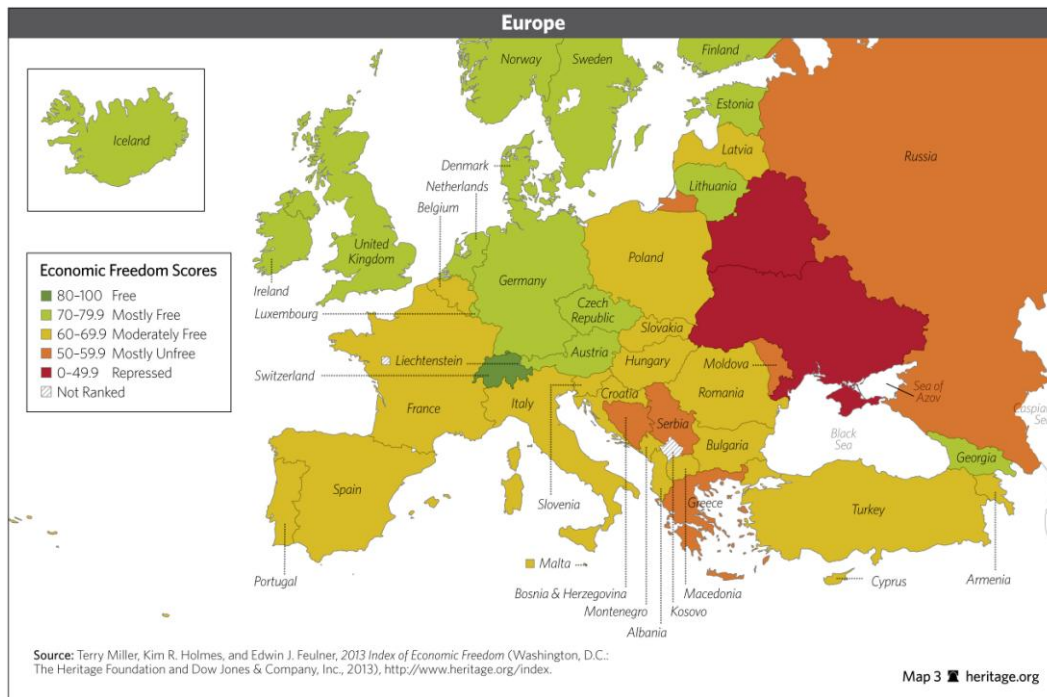 Europe
Norway
Sweden
Finland
Iceland
Estonia
Latvia
Lithuania
Russia
Denmark
Netherlands
Belgium
United
Kingdom
Ireland
Luxembourg
Germany
Poland
Czech
Republic
Slovakia
Austria
Hungary
Liechtenstein
Switzerland
France
Italy
Croatia
Moldova
Romania
Serbia
Bulgaria
Sea of
Azov
Black
Sea
Georgia
Spain
Slovenia
Greece
Turkey
Portugal
Malta
Bosnia & Herzegovina
Montenegro
Albania
Kosovo
Macedonia
Cyprus
Armenia
Economic Freedom Scores
80–100 Free
70–79.9 Mostly Free
60–69.9 Moderately Free
50–59.9 Mostly Unfree
0–49.9 Repressed
Not Ranked
Source: Terry Miller, Kim R. Holmes, and Edwin J. Feulner, 2013 Index of Economic Freedom (Washington, D.C.:
The Heritage Foundation and Dow Jones & Company, Inc., 2013), http://www.heritage.org/index.
Map 3 heritage.org